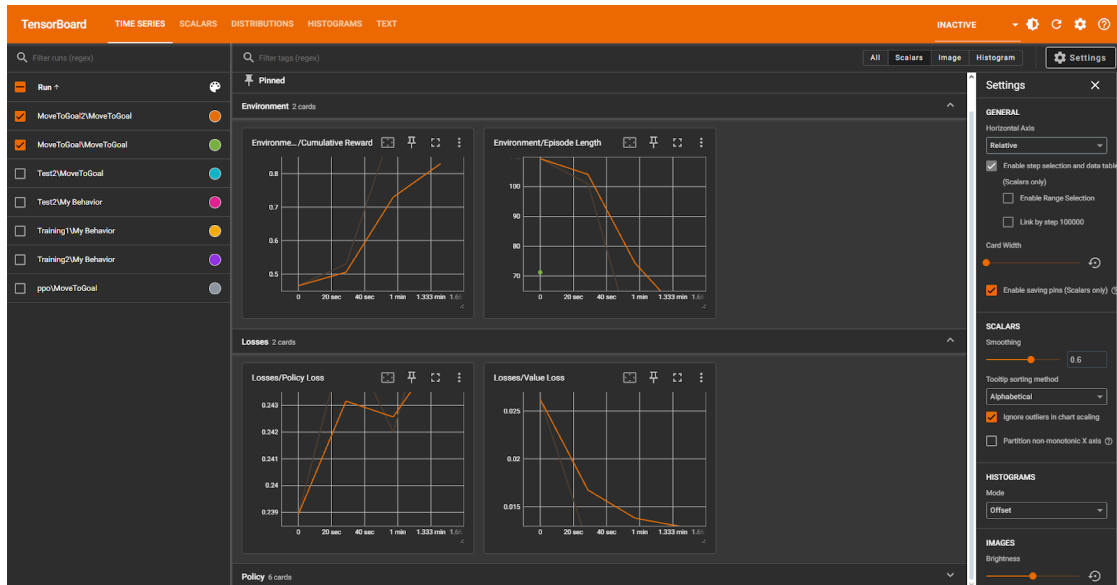 TensorBoard
TIME SERIES
SCALARS
DISTRIBUTIONS
HISTOGRAMS
TEXT
INACTIVE
Filter runs (regex)
Run
MoveToGoal2\MoveToGoal
MoveToGoal\MoveToGoal
Test2\MoveToGoal
Test2\My Behavior
Training1\My Behavior
Training2\My Behavior
ppo\MoveToGoal
Filter tags (regex)
All
Scalars
Image
Histogram
Settings
Pinned
Environment 2 cards
Environme.../Cumulative Reward
0.8
0.7
0.6
0.5
0
20 sec
40 sec
1 min
1.333 min
Environment/Episode Length
100
90
80
70
0
20 sec
40 sec
1 min
1.333 min
Losses 2 cards
Losses/Policy Loss
0.243
0.242
0.241
0.24
0.239
0
20 sec
40 sec
1 min
1.333 min
Losses/Value Loss
0.025
0.02
0.015
0
20 sec
40 sec
1 min
1.333 min
Policy 6 cards
Settings
GENERAL
Horizontal Axis
Relative
Enable step selection and data table
(Scalars only)
Enable Range Selection
Link by step 100000
Card Width
Enable saving pins (Scalars only)
SCALARS
Smoothing
0.6
Tooltip sorting method
Alphabetical
Ignore outliers in chart scaling
Partition non-monotonic X axis
HISTOGRAMS
Mode
Offset
IMAGES
Brightness